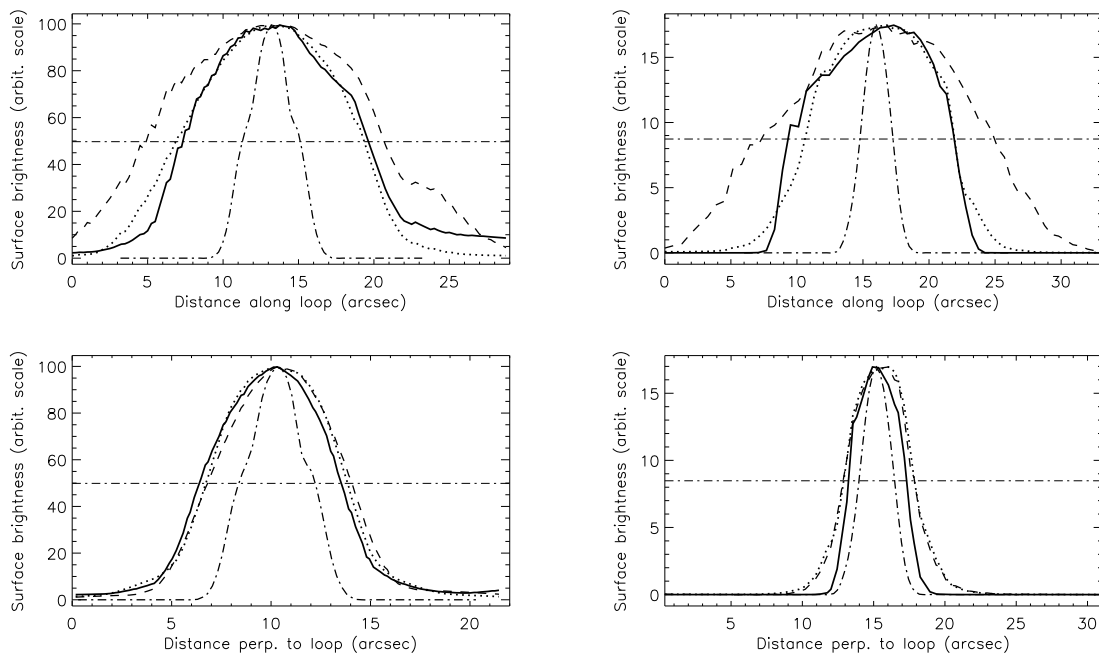 100
80
60
40
20
0
Surface brightness (arbit. scale)
0 5 10 15 20 25
Distance along loop (arcsec)
15
10
5
0
Surface brightness (arbit. scale)
0 5 10 15 20 25 30
Distance along loop (arcsec)
100
80
60
40
20
0
Surface brightness (arbit. scale)
0 5 10 15 20
Distance perp. to loop (arcsec)
15
10
5
0
Surface brightness (arbit. scale)
0 5 10 15 20 25 30
Distance perp. to loop (arcsec)